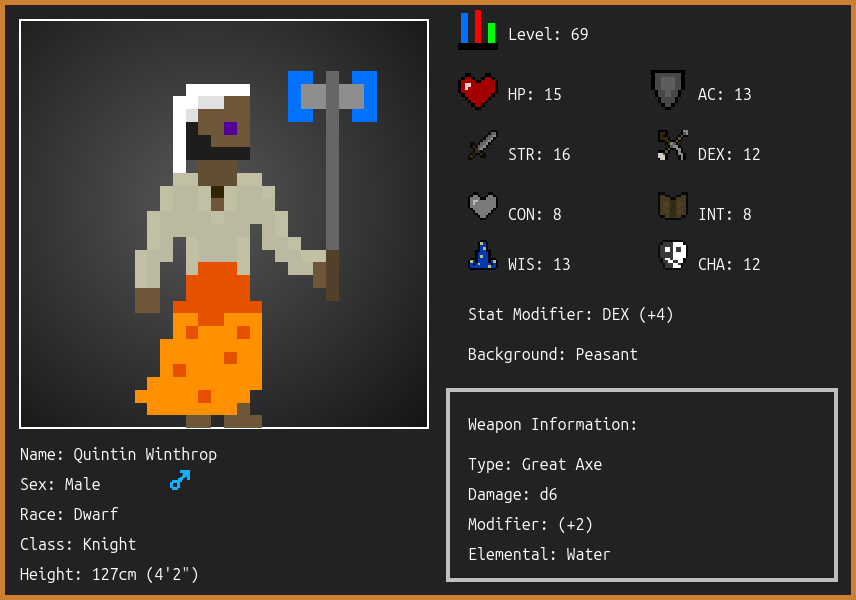 Level: 69
HP: 15
AC: 13
STR: 16
DEX: 12
CON: 8
INT: 8
WIS: 13
CHA: 12
Stat Modifier: DEX (+4)
Background: Peasant
Weapon Information:
Type: Great Axe
Damage: d6
Modifier: (+2)
Elemental: Water
Name: Quintin Winthrop
Sex: Male
Race: Dwarf
Class: Knight
Height: 127cm (4'2")